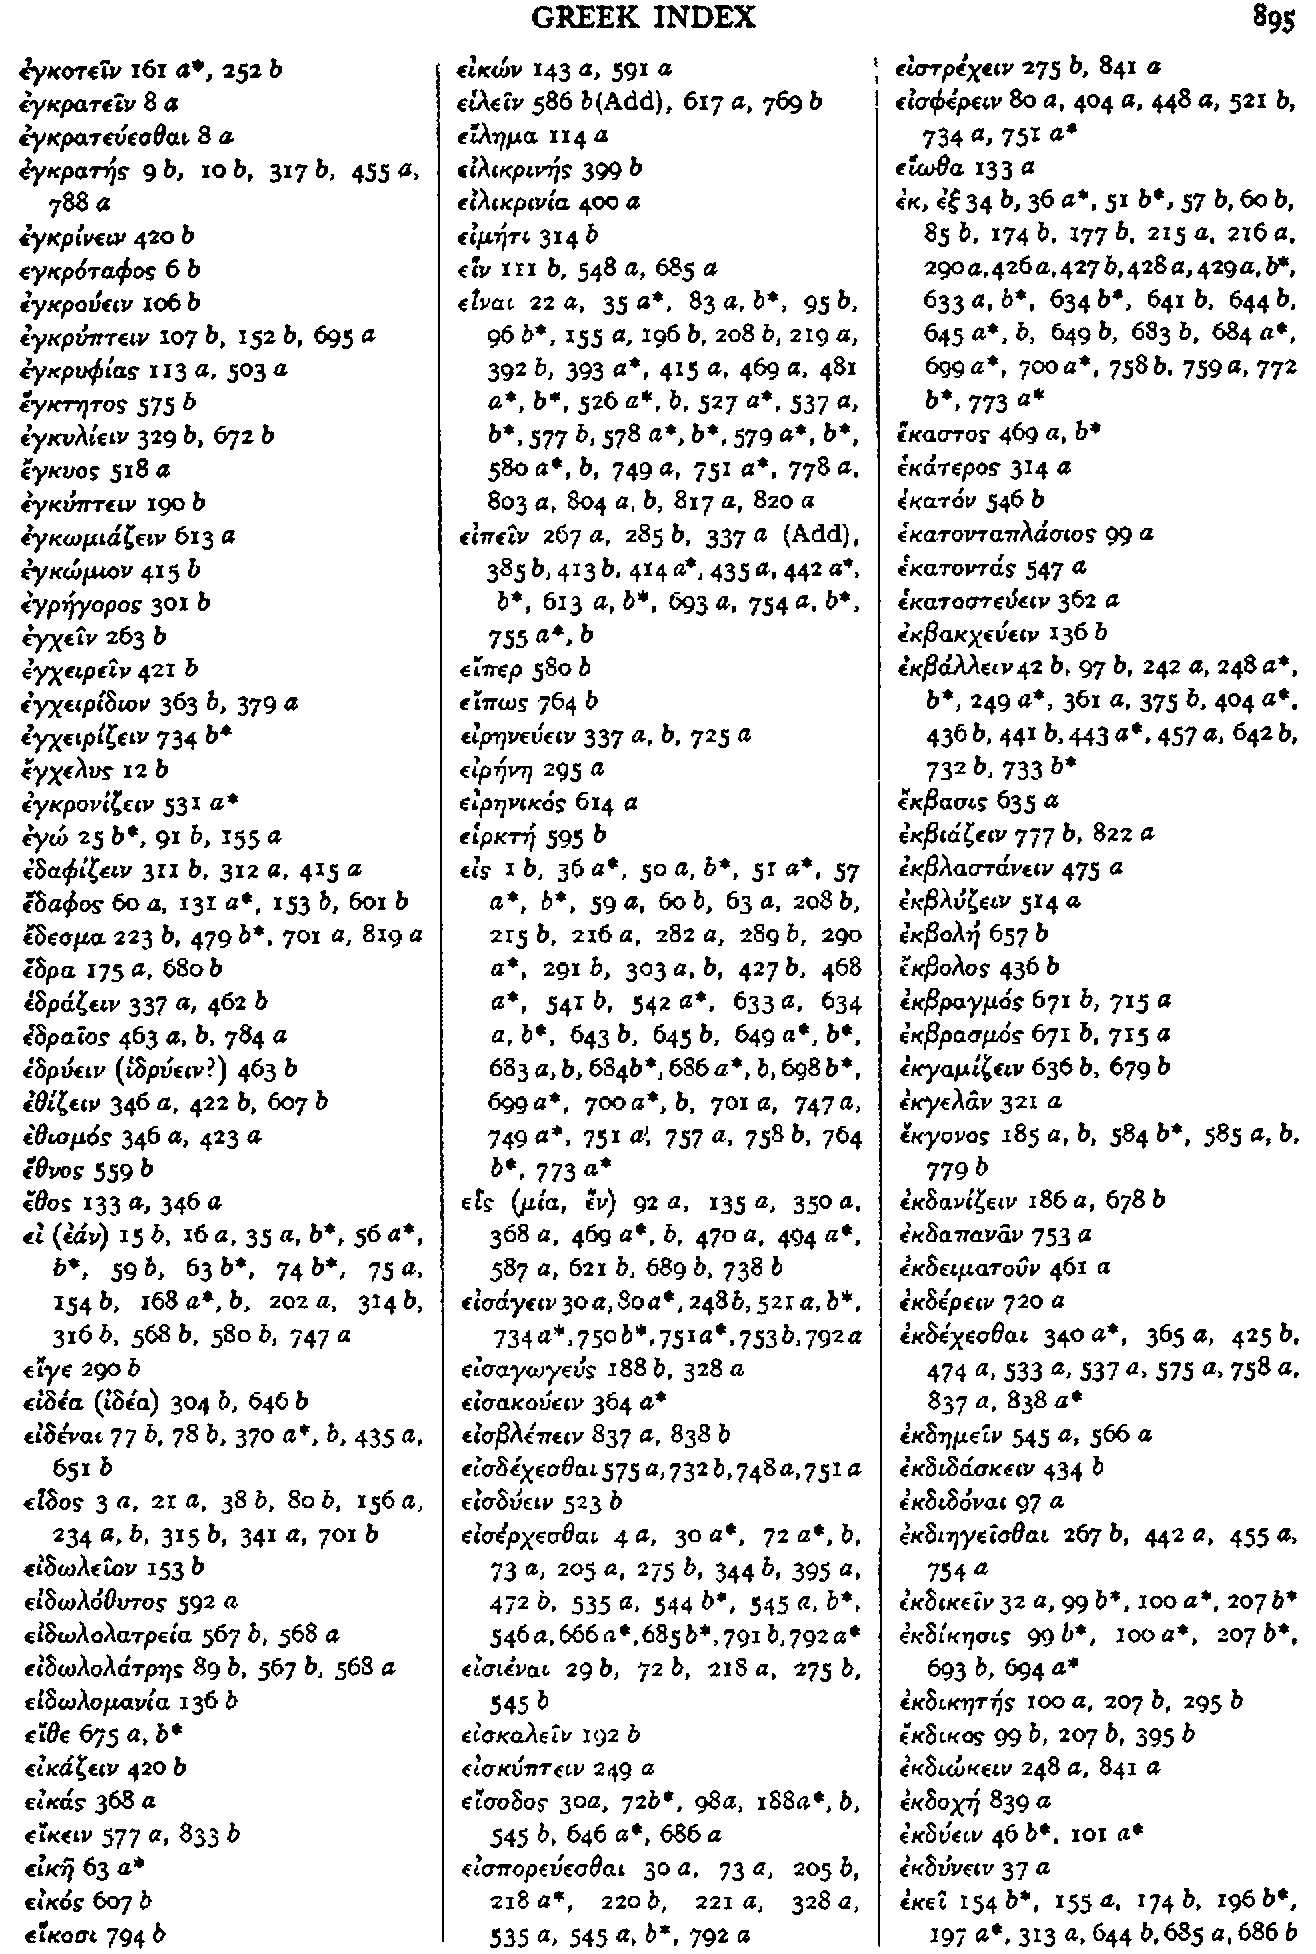 GREEK INDEX 895
ἐγκοτεῖν 161 a*, 252 b
ἐγκρατεῖν 8 a
ἐγκρατεύεσθαι 8 a
ἐγκρατής 9 b, 10 b, 317 b, 455 a,
788 a
ἐγκρίνειν 420 b
εγκρόταφος 6 b
ἐγκρούειν 106 b
ἐγκρύπτειν 107 b, 152 b, 695 a
ἐγκρυφίας 113 a, 503 a
ἔγκτητος 575 b
ἐγκυλίειν 329 b, 672 b
ἔγκυος 518 a
ἐγκύπτειν 190 b
ἐγκωμιάζειν 613 a
ἐγκώμιον 415 b
ἐγρήγορος 301 b
ἐγχεῖν 263 b
ἐγχειρεῖν 421 b
ἐγχειρίδιον 363 b, 379 a
ἐγχειρίζειν 734 b*
ἔγχελυς 12 b
ἐγκρονίζειν 531 a*
ἐγώ 25 b*, 91 b, 155 a
ἐδαφίζειν 311 b, 312 a, 415 a
ἔδαφος 60 a, 131 a*, 153 b, 601 b
ἔδεσμα 223 b, 479 b*, 701 a, 819 a
ἕδρα 175 a, 680 b
ἑδράζειν 337 a, 462 b
ἑδραῖος 463 a, b, 784 a
ἑδρύειν (ἱδρύειν?) 463 b
ἐθίζειν 346 a, 422 b, 607 b
ἐθισμός 346 a, 423 a
ἔθνος 559 b
ἔθος 133 a, 346 a
εἰ (ἐάν) 15 b, 16 a, 35 a, b*, 56 a*,
b*, 59 b, 63 b*, 74 b*, 75 a,
154 b, 168 a*, b, 202 a, 314 b,
316 b, 568 b, 580 b, 747 a
εἴγε 290 b
εἰδέα (ἰδέα) 304 b, 646 b
εἰδέναι 77 b, 78 b, 370 a*, b, 435 a,
651 b
εἶδος 3 a, 21 a, 38 b, 80 b, 156 a,
234 a, b, 315 b, 341 a, 701 b
εἰδωλεῖον 153 b
εἰδωλόθυτος 592 a
εἰδωλολατρεία 567 b, 568 a
εἰδωλολάτρης 89 b, 567 b, 568 a
εἰδωλομανία 136 b
εἴθε 675 a, b*
εἰκάζειν 420 b
εἰκάς 368 a
εἴκειν 577 a, 833 b
εἰκῆ 63 a*
εἰκός 607 b
εἴκοσι 794 b
εἰκών 143 a, 591 a
εἰλεῖν 586 b(Add), 617 a, 769 b
εἴλημα 114 a
εἰλικρινής 399 b
εἰλικρινία 400 a
εἰμήτι 314 b
εἴν 111 b, 548 a, 685 a
εἶναι 22 a, 35 a*, 83 a, b*, 95 b,
96 b*, 155 a, 196 b, 208 b, 219 a,
392 b, 393 a*, 415 a, 469 a, 481
a*, b*, 526 a*, b, 527 a*, 537 a,
b*, 577 b, 578 a*, b*, 579 a*, b*,
580 a*, b, 749 a, 751 a*, 778 a,
803 a, 804 a, b, 817 a, 820 a
εἰπεῖν 267 a, 285 b, 337 a (Add),
385 b, 413 b, 414 a*, 435 a, 442 a*,
b*, 613 a, b*, 693 a, 754 a, b*,
755 a*, b
εἴπερ 580 b
εἴπως 764 b
εἰρηνεύειν 337 a, b, 725 a
εἰρήνη 295 a
εἰρηνικός 614 a
εἱρκτή 595 b
εἰς 1 b, 36 a*, 50 a, b*, 51 a*, 57
a*, b*, 59 a, 60 b, 63 a, 208 b,
215 b, 216 a, 282 a, 289 b, 290
a*, 291 b, 303 a, b, 427 b, 468
a*, 541 b, 542 a*, 633 a, 634
a, b*, 643 b, 645 b, 649 a*, b*,
683 a, b, 684b*, 686 a*, b, 698 b*,
699 a*, 700 a*, b, 701 a, 747 a,
749 a*, 751 a, 757 a, 758 b, 764
b*, 773 a*
εἷς (μία, ἕν) 92 a, 135 a, 350 a,
368 a, 469 a*, b, 470 a, 494 a*,
587 a, 621 b, 689 b, 738 b
εἰσάγειν 30 a, 80 a*, 248 b, 521 a, b*,
734 a*, 750 b*, 751 a*, 753 b, 792 a
εἰσαγωγεύς 188 b, 328 a
εἰσακούειν 364 a*
εἰσβλέπειν 837 a, 838 b
εἰσδέχεσθαι 575 a, 732 b, 748 a, 751 a
εἰσδύειν 523 b
εἰσέρχεσθαι 4 a, 30 a*, 72 a*, b,
73 a, 205 a, 275 b, 344 b, 395 a,
472 b, 535 a, 544 b*, 545 a, b*,
546 a, 666 a*, 685 b*, 791 b, 792 a*
εἰσιέναι 29 b, 72 b, 218 a, 275 b,
545 b
εἰσκαλεῖν 192 b
εἰσκύπτειν 249 a
εἴσοδος 30a, 72b*, 98a, 188a*, b,
545 b, 646 a*, 686 a
εἰσπορεύεσθαι 30 a, 73 a, 205 b,
218 a*, 220 b, 221 a, 328 a,
535 a, 545 a, b*, 792 a
εἰστρέχειν 275 b, 841 a
εἰσφέρειν 80 a, 404 a, 448 a, 521 b,
734 a, 751 a*
εἴωθα 133 a
ἐκ, ἐξ 34 b, 36 a*, 51 b*, 57 b, 60 b,
85 b, 174 b, 177 b, 215 a, 216 a,
290 a, 426 a, 427 b, 428 a, 429 a, b*,
633 a, b*, 634 b*, 641 b, 644 b,
645 a*, b, 649 b, 683 b, 684 a*,
699 a*, 700 a*, 758 b, 759 a, 772
b*, 773 a*
ἕκαστος 469 a, b*
ἑκάτερος 314 a
ἑκατόν 546 b
ἑκατονταπλάσιος 99 a
ἑκατοντάς 547 a
ἑκατοστεύειν 362 a
ἐκβακχεύειν 136 b
ἐκβάλλειν 42 b, 97 b, 242 a, 248 a*,
b*, 249 a*, 361 a, 375 b, 404 a*,
436 b, 441 b, 443 a*, 457 a, 642 b,
732 b, 733 b*
ἔκβασις 635 a
ἐκβιάζειν 777 b, 822 a
ἐκβλαστάνειν 475 a
ἐκβλύζειν 514 a
ἐκβολή 657 b
ἔκβολος 436 b
ἐκβραγμός 671 b, 715 a
ἐκβρασμός 671 b, 715 a
ἐκγαμίζειν 636 b, 679 b
ἐκγελᾶν 321 a
ἔκγονος 185 a, b, 584 b*, 585 a, b,
779 b
ἐκδανίζειν 186 a, 678 b
ἐκδαπανᾶν 753 a
ἐκδειματοῦν 461 a
ἐκδέρειν 720 a
ἐκδέχεσθαι 340 a*, 365 a, 425 b,
474 a, 533 a, 537 a, 575 a, 758 a,
837 a, 838 a*
ἐκδημεῖν 545 a, 566 a
ἐκδιδάσκειν 434 b
ἐκδιδόναι 97 a
ἐκδιηγεῖσθαι 267 b, 442 a, 455 a,
754 a
ἐκδικεῖν 32 a, 99 b*, 100 a*, 207 b*
ἐκδίκησις 99 b*, 100 a*, 207 b*,
693 b, 694 a*
ἐκδικητής 100 a, 207 b, 295 b
ἔκδικος 99 b, 207 b, 395 b
ἐκδιώκειν 248 a, 841 a
ἐκδοχή 839 a
ἐκδύειν 46 b*, 101 a*
ἐκδύνειν 37 a
ἐκεῖ 154 b*, 155 a, 174 b, 196 b*,
197 a*, 313 a, 644 b, 685 a, 686 b